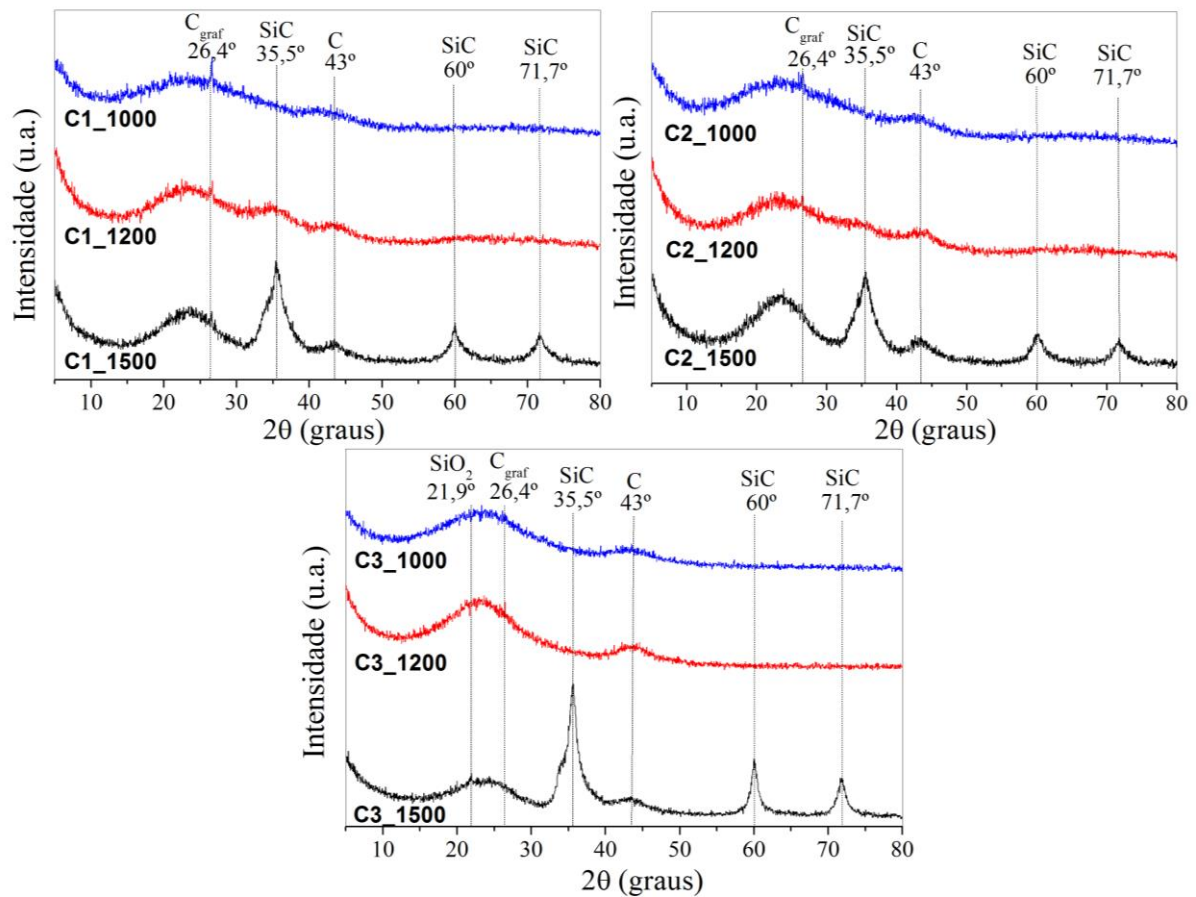 C_graf 26,4º
SiC 35,5º
C 43º
SiC 60º
SiC 71,7º
C1_1000
C1_1200
C1_1500
Intensidade (u.a.)
10 20 30 40 50 60 70 80
2θ (graus)
C_graf 26,4º
SiC 35,5º
C 43º
SiC 60º
SiC 71,7º
C2_1000
C2_1200
C2_1500
Intensidade (u.a.)
10 20 30 40 50 60 70 80
2θ (graus)
SiO₂ 21,9º
C_graf 26,4º
SiC 35,5º
C 43º
SiC 60º
SiC 71,7º
C3_1000
C3_1200
C3_1500
Intensidade (u.a.)
10 20 30 40 50 60 70 80
2θ (graus)